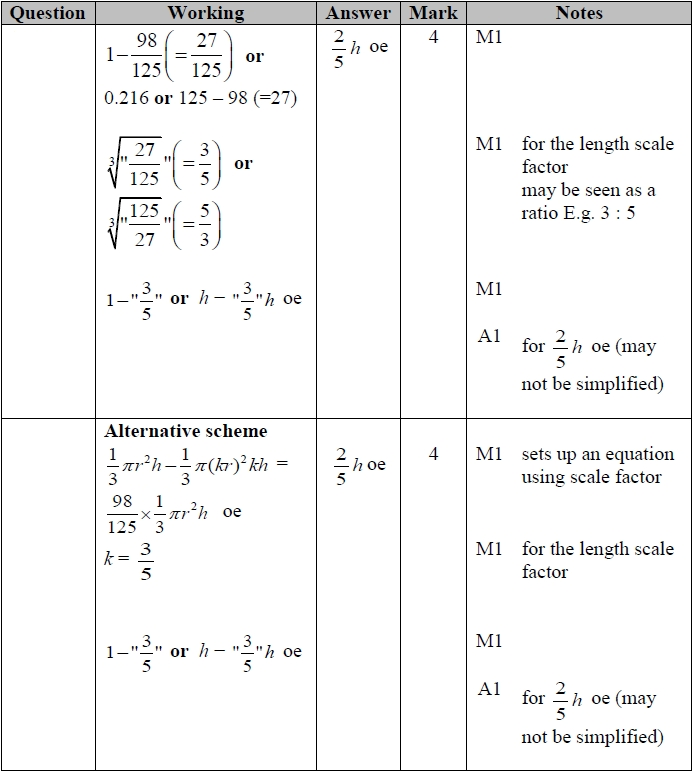 Question Working Answer Mark Notes
1 − 98/125 (= 27/125) or
0.216 or 125 – 98 (=27)
2/5 h oe
4
M1
∛"27/125" (= 3/5) or
∛"125/27" (= 5/3)
M1 for the length scale
factor
may be seen as a
ratio E.g. 3 : 5
1 − "3/5" or h − "3/5" h oe
M1
A1 for 2/5 h oe (may
not be simplified)
Alternative scheme
1/3 πr²h − 1/3 π(kr)²kh =
98/125 × 1/3 πr²h oe
2/5 h oe
4
M1 sets up an equation
using scale factor
k = 3/5
M1 for the length scale
factor
1 − "3/5" or h − "3/5" h oe
M1
A1 for 2/5 h oe (may
not be simplified)